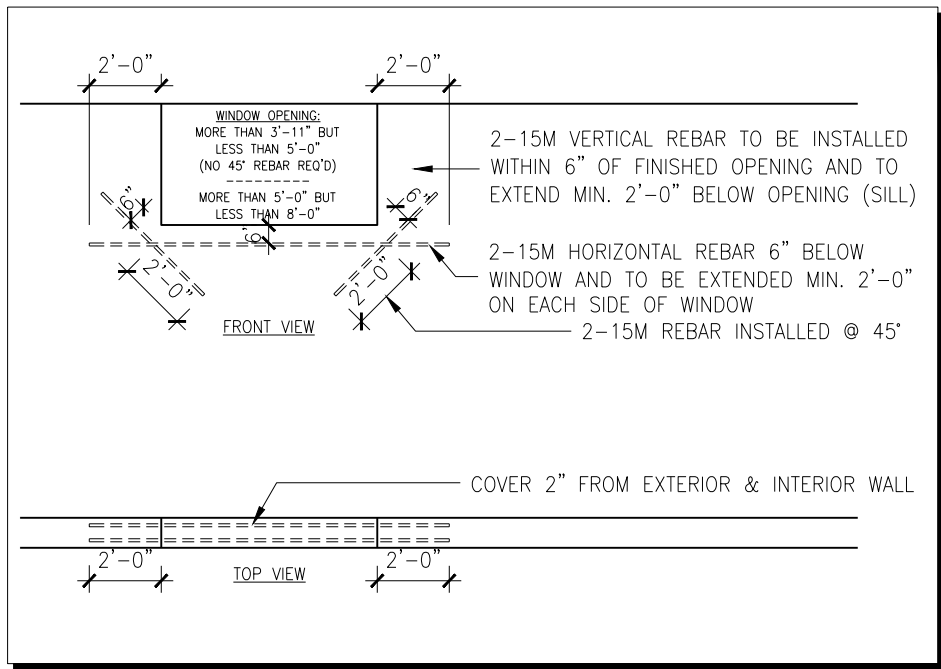 2'-0"
2'-0"
WINDOW OPENING:
MORE THAN 3'-11" BUT
LESS THAN 5'-0"
(NO 45° REBAR REQ'D)
MORE THAN 5'-0" BUT
LESS THAN 8'-0"
2-15M VERTICAL REBAR TO BE INSTALLED
WITHIN 6" OF FINISHED OPENING AND TO
EXTEND MIN. 2'-0" BELOW OPENING (SILL)
6"
6"
6"
2'-0"
2'-0"
2-15M HORIZONTAL REBAR 6" BELOW
WINDOW AND TO BE EXTENDED MIN. 2'-0"
ON EACH SIDE OF WINDOW
2-15M REBAR INSTALLED @ 45°
FRONT VIEW
COVER 2" FROM EXTERIOR & INTERIOR WALL
2'-0"
2'-0"
TOP VIEW